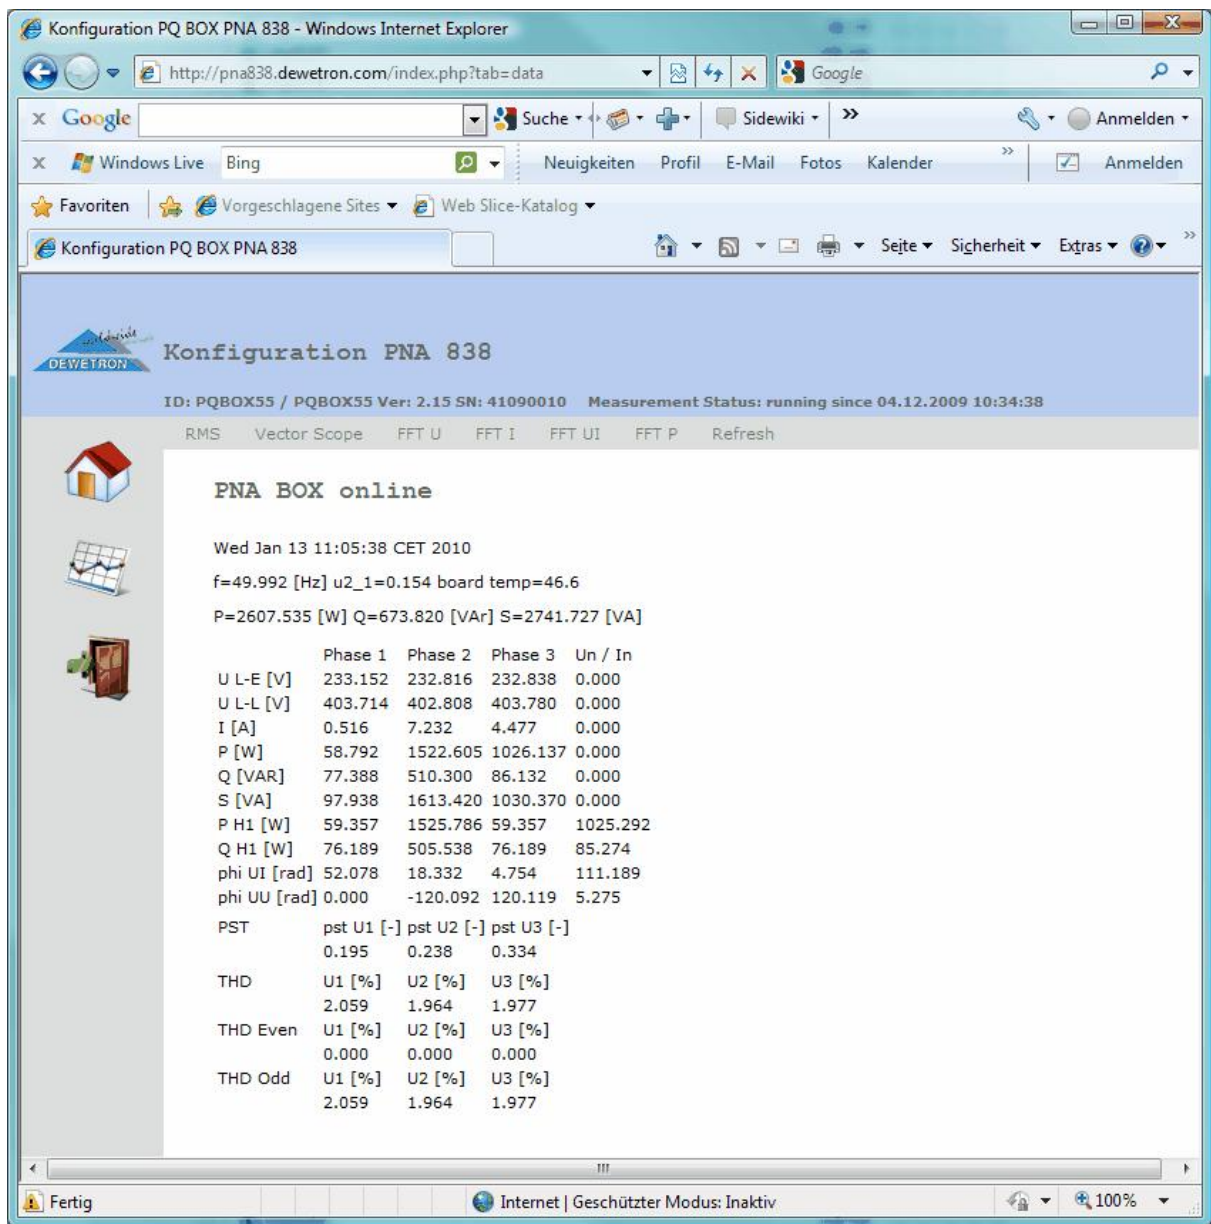 Konfiguration PQ BOX PNA 838 - Windows Internet Explorer
http://pna838.dewetron.com/index.php?tab=data Google
x Google Suche Sidewiki » Anmelden
x Windows Live Bing Neuigkeiten Profil E-Mail Fotos Kalender » Anmelden
Favoriten Vorgeschlagene Sites Web Slice-Katalog
Konfiguration PQ BOX PNA 838 Seite Sicherheit Extras »
worldwide
DEWETRON
Konfiguration PNA 838
ID: PQBOX55 / PQBOX55 Ver: 2.15 SN: 41090010 Measurement Status: running since 04.12.2009 10:34:38
RMS Vector Scope FFT U FFT I FFT UI FFT P Refresh
PNA BOX online
Wed Jan 13 11:05:38 CET 2010
f=49.992 [Hz] u2_1=0.154 board temp=46.6
P=2607.535 [W] Q=673.820 [VAr] S=2741.727 [VA]
Phase 1 Phase 2 Phase 3 Un / In
U L-E [V] 233.152 232.816 232.838 0.000
U L-L [V] 403.714 402.808 403.780 0.000
I [A] 0.516 7.232 4.477 0.000
P [W] 58.792 1522.605 1026.137 0.000
Q [VAR] 77.388 510.300 86.132 0.000
S [VA] 97.938 1613.420 1030.370 0.000
P H1 [W] 59.357 1525.786 59.357 1025.292
Q H1 [W] 76.189 505.538 76.189 85.274
phi UI [rad] 52.078 18.332 4.754 111.189
phi UU [rad] 0.000 -120.092 120.119 5.275
PST pst U1 [-] pst U2 [-] pst U3 [-]
0.195 0.238 0.334
THD U1 [%] U2 [%] U3 [%]
2.059 1.964 1.977
THD Even U1 [%] U2 [%] U3 [%]
0.000 0.000 0.000
THD Odd U1 [%] U2 [%] U3 [%]
2.059 1.964 1.977
Fertig Internet | Geschützter Modus: Inaktiv 100%